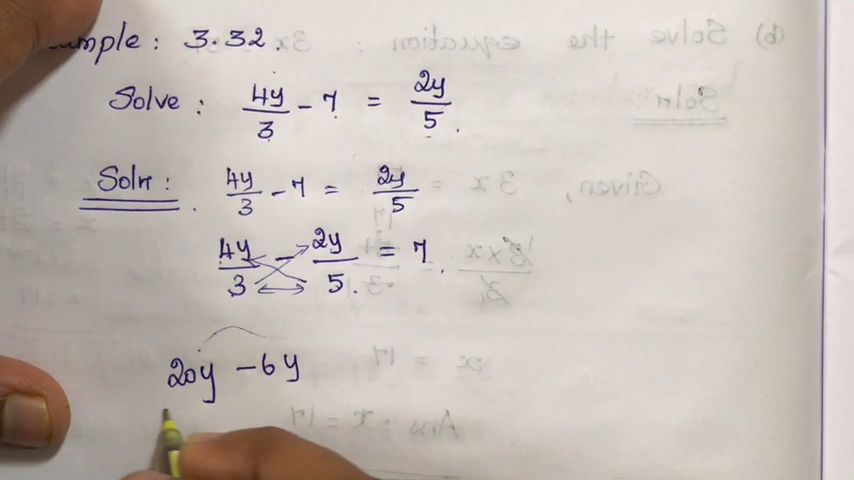 ample: 3.32.
Solve: 4y/3 - 7 = 2y/5.
Soln: 4y/3 - 7 = 2y/5
4y/3 - 2y/5 = 7.
20y - 6y